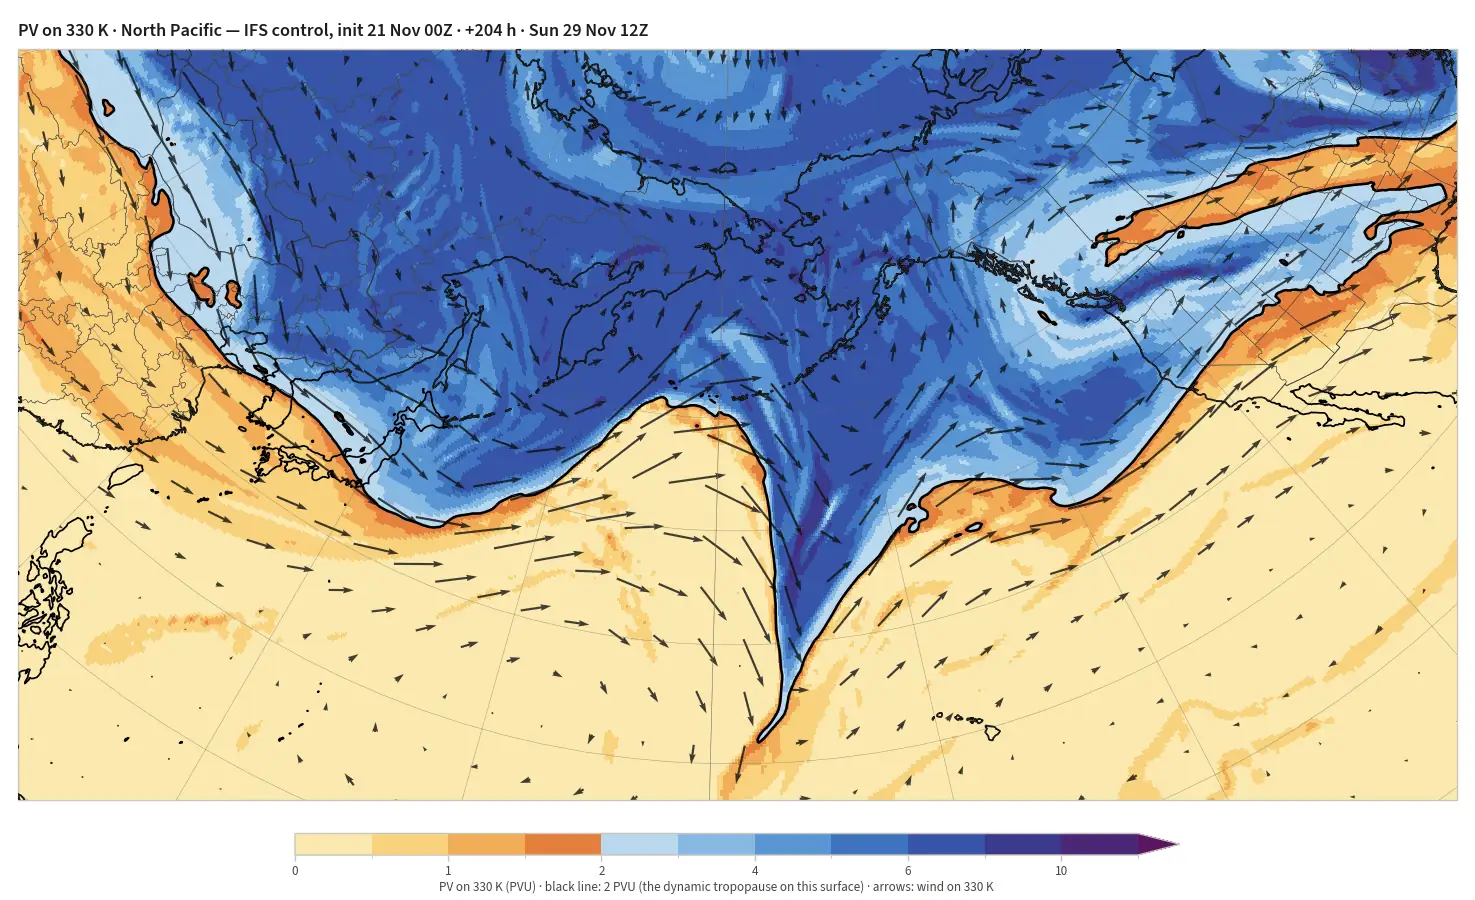 PV on 330 K · North Pacific — IFS control, init 21 Nov 00Z · +204 h · Sun 29 Nov 12Z
0 1 2 4 6 8 10
PV on 330 K (PVU) · black line: 2 PVU (the dynamic tropopause on this surface) · arrows: wind on 330 K